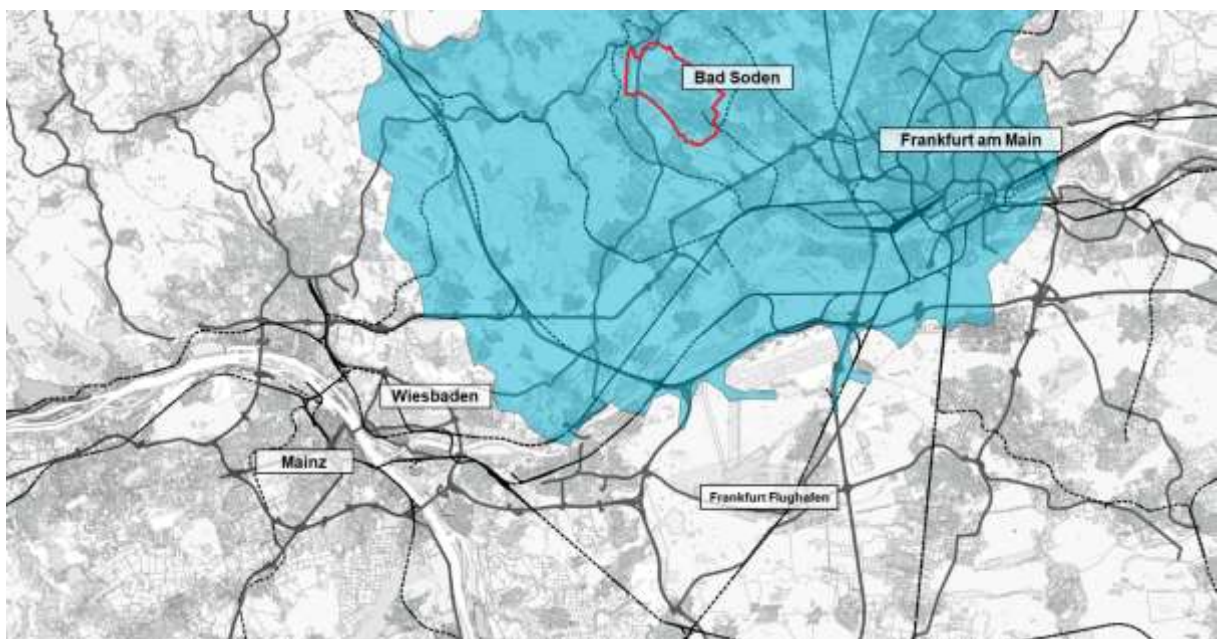 Bad Soden
Frankfurt am Main
Wiesbaden
Mainz
Frankfurt Flughafen